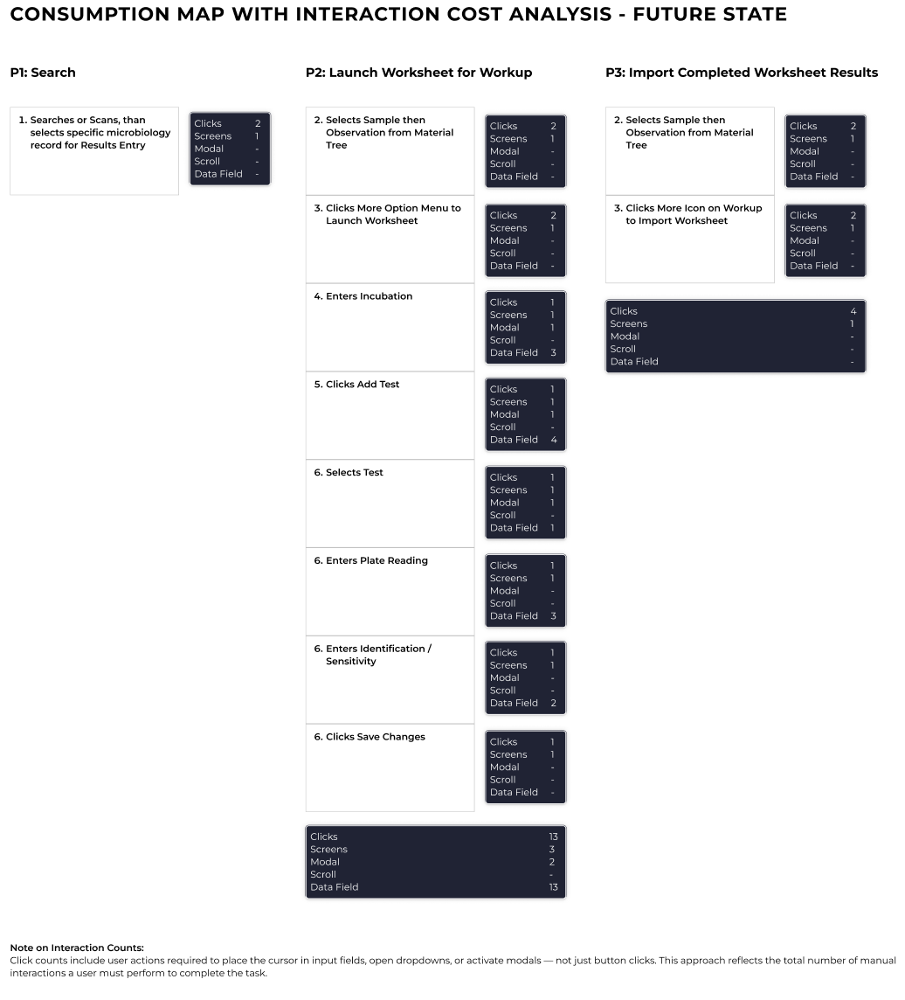 CONSUMPTION MAP WITH INTERACTION COST ANALYSIS - FUTURE STATE
P1: Search
1. Searches or Scans, than
selects specific microbiology
record for Results Entry
Clicks 2
Screens 1
Modal -
Scroll -
Data Field -
P2: Launch Worksheet for Workup
2. Selects Sample then
Observation from Material
Tree
Clicks 2
Screens 1
Modal -
Scroll -
Data Field -
3. Clicks More Option Menu to
Launch Worksheet
Clicks 2
Screens 1
Modal -
Scroll -
Data Field -
4. Enters Incubation
Clicks 1
Screens 1
Modal 1
Scroll -
Data Field 3
5. Clicks Add Test
Clicks 1
Screens 1
Modal 1
Scroll -
Data Field 4
6. Selects Test
Clicks 1
Screens 1
Modal 1
Scroll -
Data Field 1
6. Enters Plate Reading
Clicks 1
Screens 1
Modal -
Scroll -
Data Field 3
6. Enters Identification /
Sensitivity
Clicks 1
Screens 1
Modal -
Scroll -
Data Field 2
6. Clicks Save Changes
Clicks 1
Screens 1
Modal -
Scroll -
Data Field -
Clicks 13
Screens 3
Modal 2
Scroll -
Data Field 13
P3: Import Completed Worksheet Results
2. Selects Sample then
Observation from Material
Tree
Clicks 2
Screens 1
Modal -
Scroll -
Data Field -
3. Clicks More Icon on Workup
to Import Worksheet
Clicks 2
Screens 1
Modal -
Scroll -
Data Field -
Clicks 4
Screens 1
Modal -
Scroll -
Data Field -
Note on Interaction Counts:
Click counts include user actions required to place the cursor in input fields, open dropdowns, or activate modals — not just button clicks. This approach reflects the total number of manual
interactions a user must perform to complete the task.